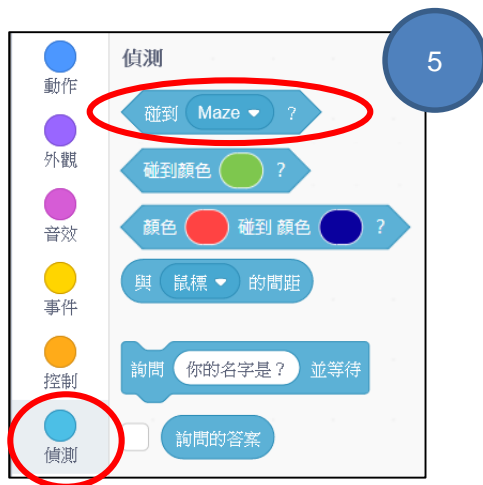 5
動作
外觀
音效
事件
控制
偵測
偵測
碰到 Maze ?
碰到顏色 ?
顏色 碰到 顏色 ?
與 鼠標 的間距
詢問 你的名字是? 並等待
詢問的答案